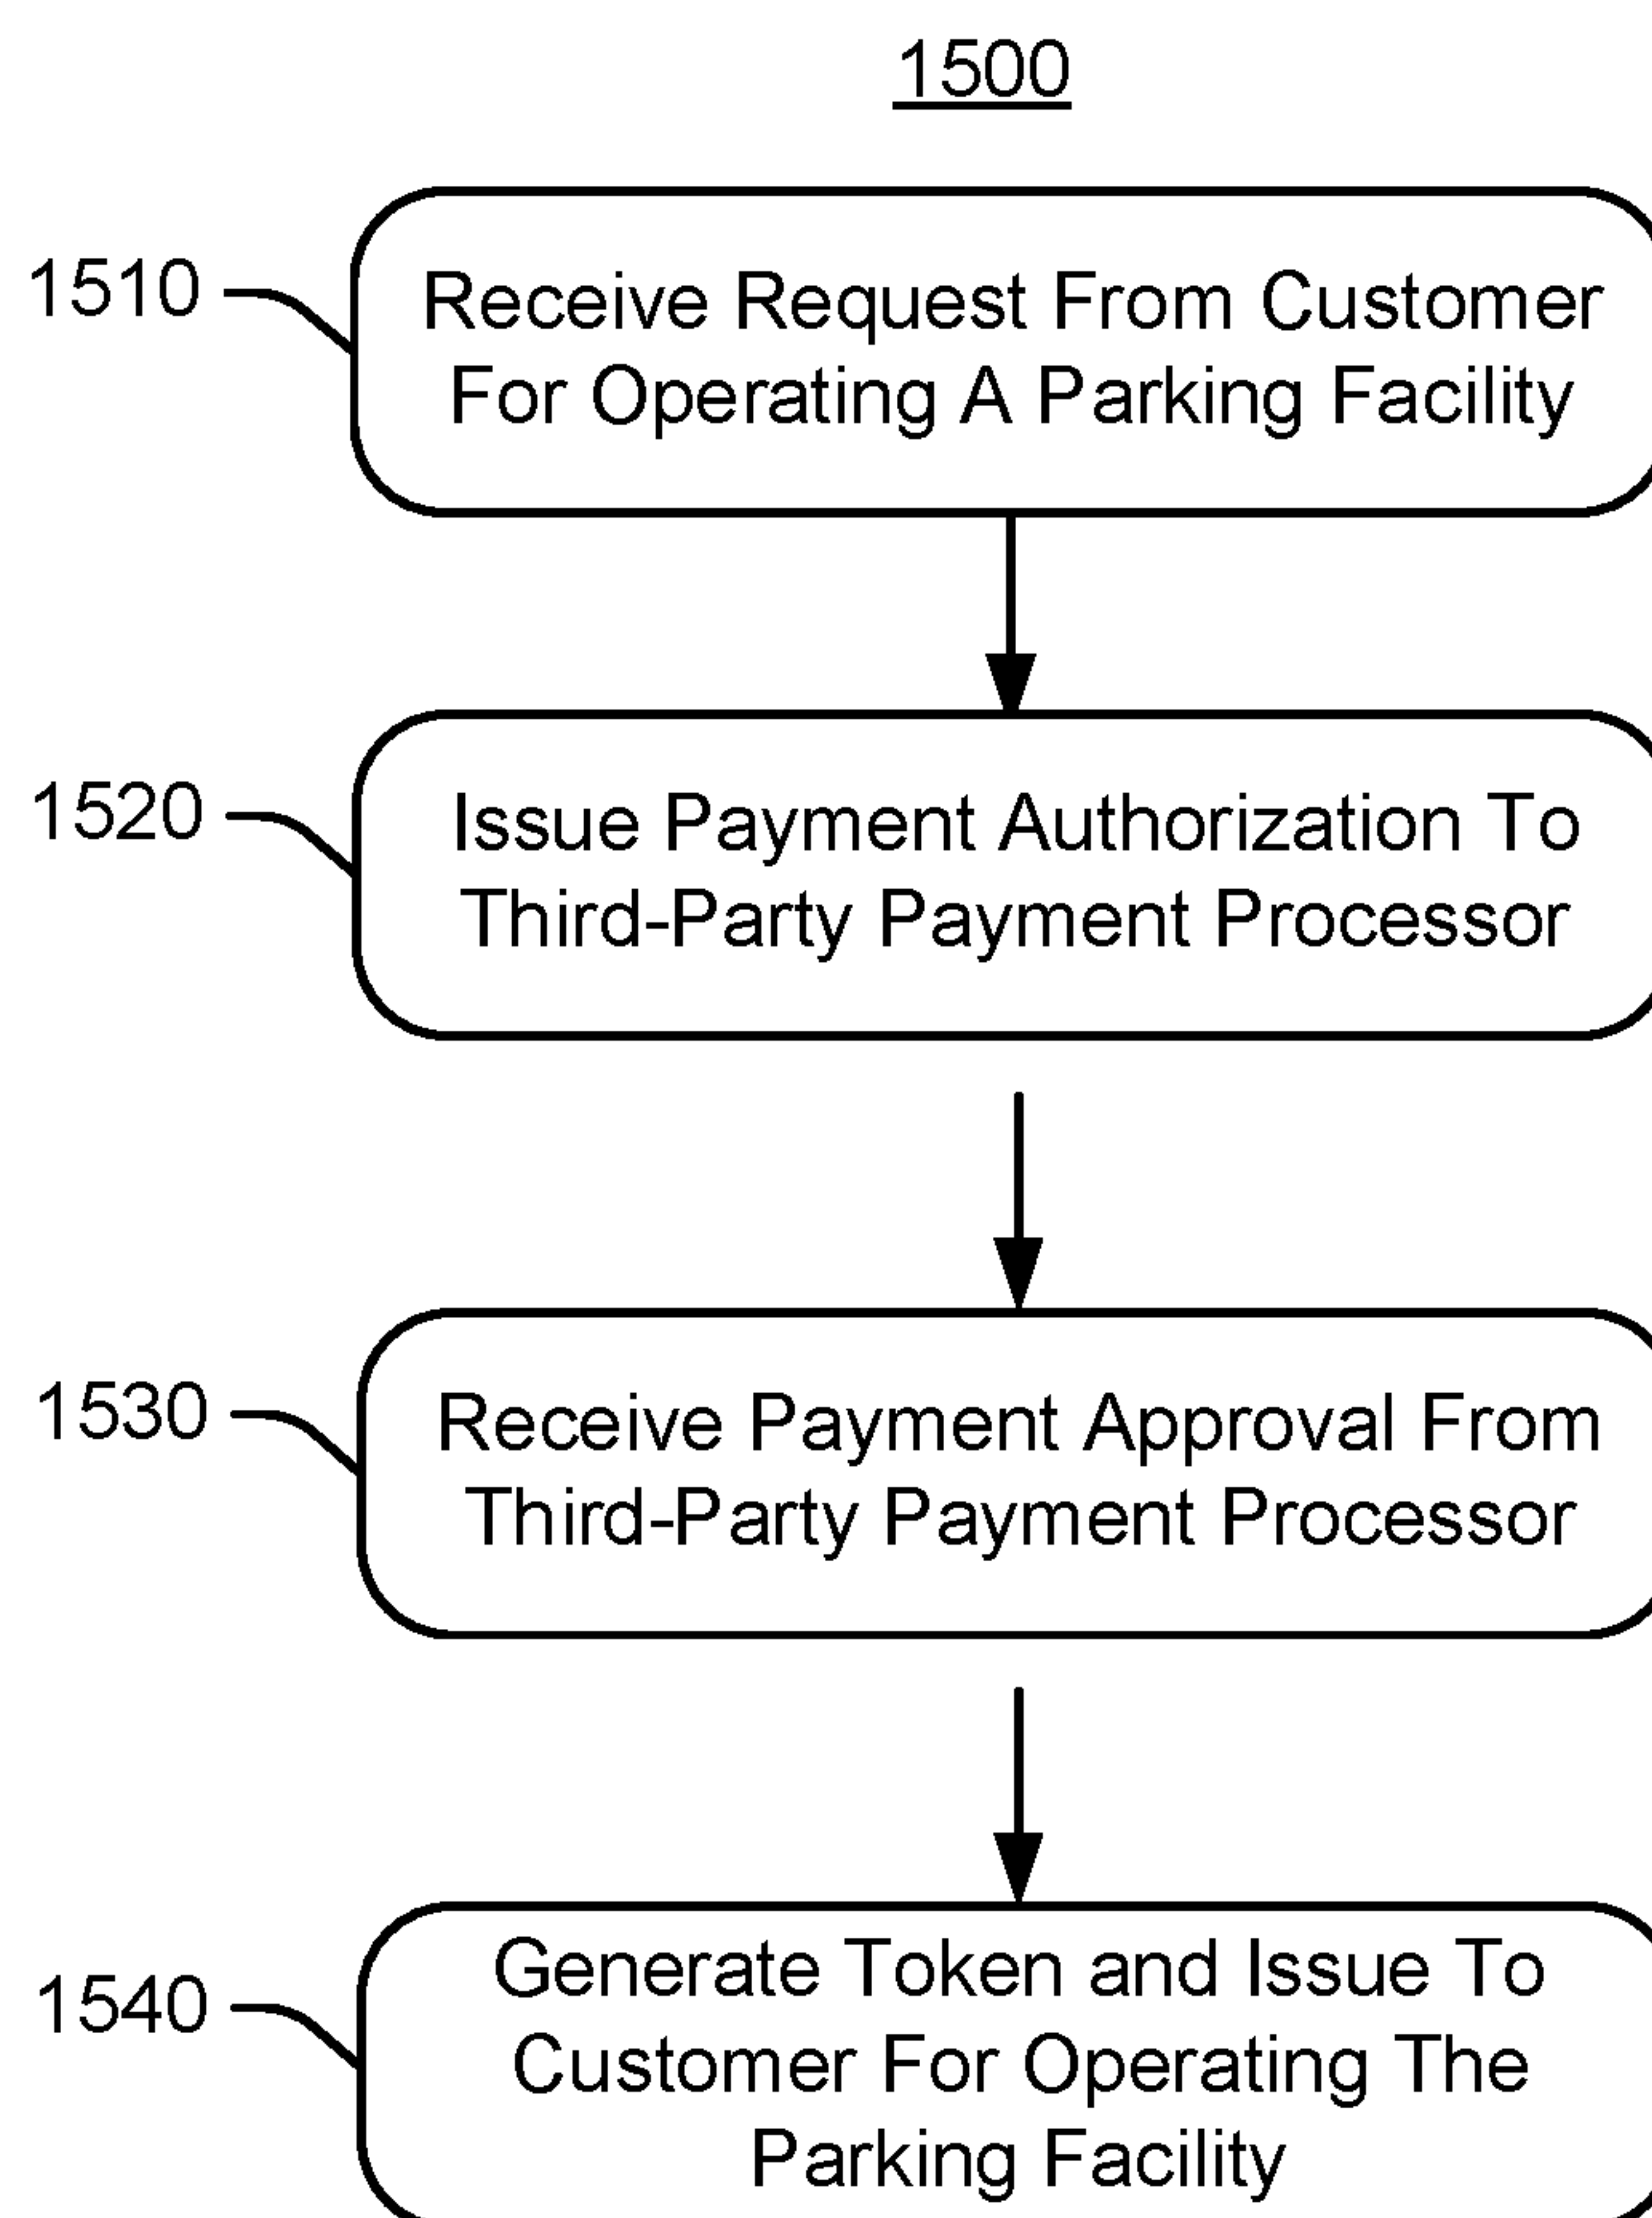 1500
1510
Receive Request From Customer
For Operating A Parking Facility
1520
Issue Payment Authorization To
Third-Party Payment Processor
1530
Receive Payment Approval From
Third-Party Payment Processor
1540
Generate Token and Issue To
Customer For Operating The
Parking Facility